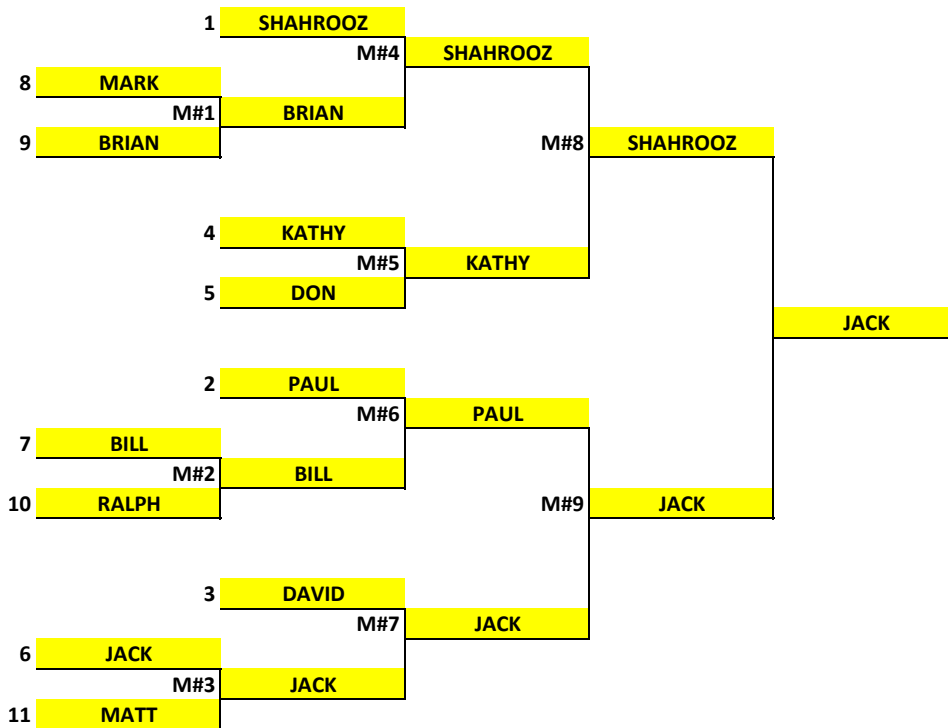 1 SHAHROOZ
M#4 SHAHROOZ
8 MARK
M#1 BRIAN
9 BRIAN M#8 SHAHROOZ
4 KATHY
M#5 KATHY
5 DON
JACK
2 PAUL
M#6 PAUL
7 BILL
M#2 BILL
10 RALPH M#9 JACK
3 DAVID
M#7 JACK
6 JACK
M#3 JACK
11 MATT